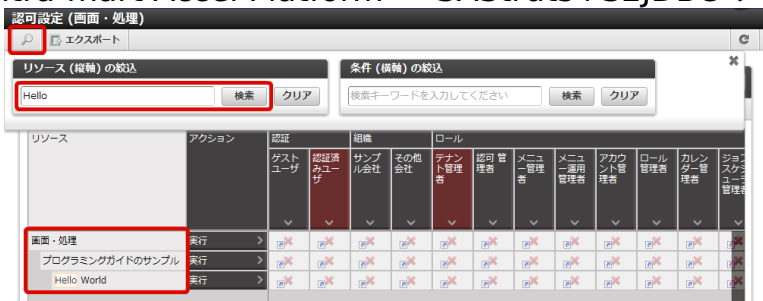 認可設定 (画面・処理)
エクスポート
リソース (縦軸) の絞込
Hello 検索 クリア
条件 (横軸) の絞込
検索キーワードを入力してください 検索 クリア
リソース アクション 認証 組織 ロール
ゲストユーザ
認証済みユーザ
サンプル会社
その他会社
テナント管理者
認可 管理者
メニュー管理者
メニュー運用管理者
アカウント管理者
ロール管理者
カレンダー管理者
画面・処理 実行
プログラミングガイドのサンプル 実行
Hello World 実行